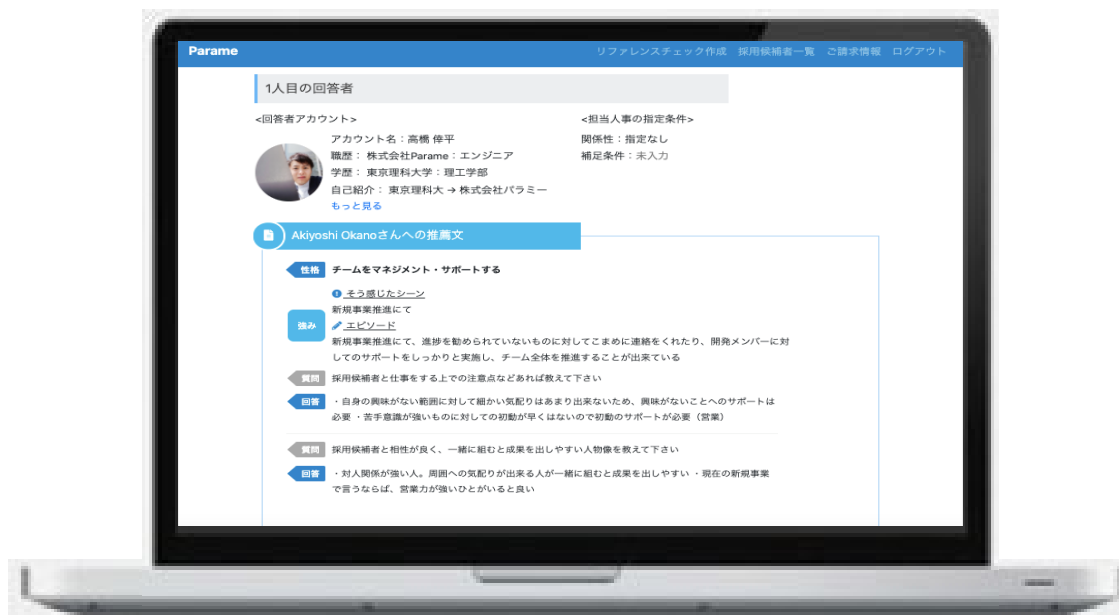 Parame リファレンスチェック作成 採用候補者一覧 ご請求情報 ログアウト
1人目の回答者
<回答者アカウント>
アカウント名：高橋 倖平
職歴： 株式会社Parame：エンジニア
学歴： 東京理科大学：理工学部
自己紹介： 東京理科大 → 株式会社パラミー
もっと見る
<担当人事の指定条件>
関係性：指定なし
補足条件：未入力
Akiyoshi Okanoさんへの推薦文
性格 チームをマネジメント・サポートする
強み
そう感じたシーン
新規事業推進にて
エピソード
新規事業推進にて、進捗を勧められていないものに対してこまめに連絡をくれたり、開発メンバーに対
してのサポートをしっかりと実施し、チーム全体を推進することが出来ている
質問 採用候補者と仕事をする上での注意点などあれば教えて下さい
回答 ・自身の興味がない範囲に対して細かい気配りはあまり出来ないため、興味がないことへのサポートは
必要 ・苦手意識が強いものに対しての初動が早くはないので初動のサポートが必要（営業）
質問 採用候補者と相性が良く、一緒に組むと成果を出しやすい人物像を教えて下さい
回答 ・対人関係が強い人。周囲への気配りが出来る人が一緒に組むと成果を出しやすい ・現在の新規事業
で言うならば、営業力が強いひとがいると良い